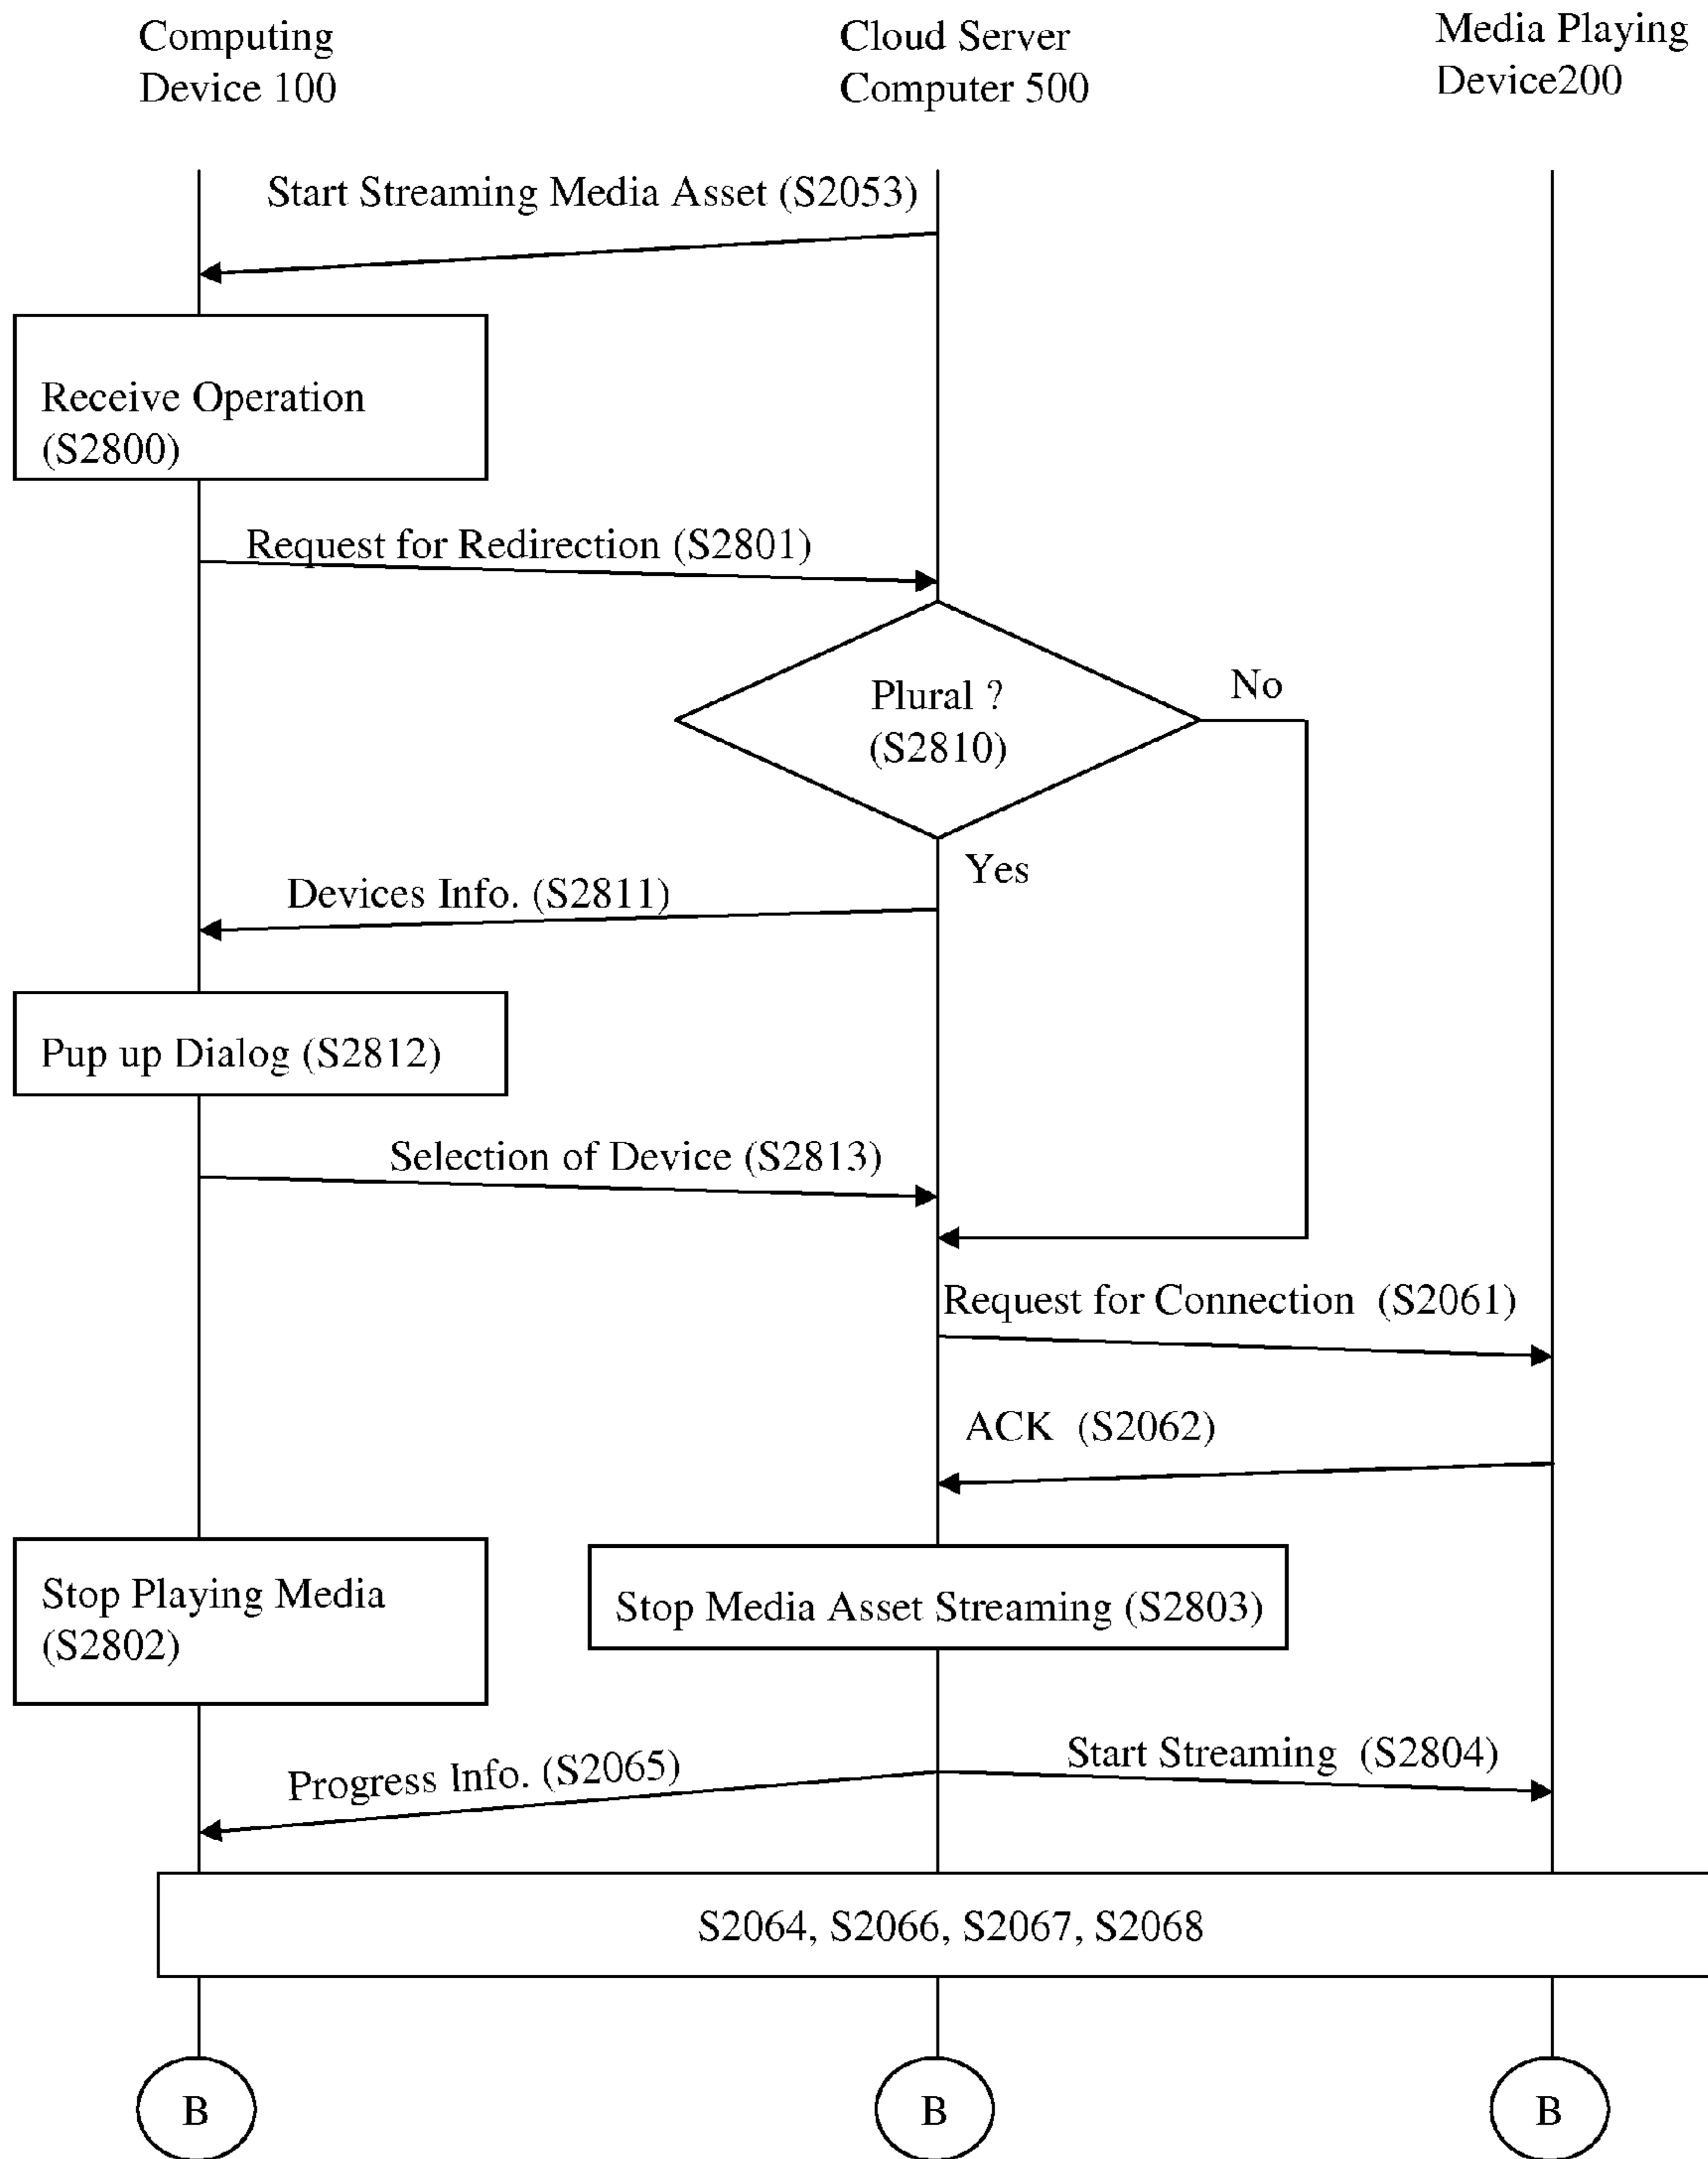 Computing
Device 100
Cloud Server
Computer 500
Media Playing
Device200
Start Streaming Media Asset (S2053)
Receive Operation
(S2800)
Request for Redirection (S2801)
Plural ?
(S2810)
No
Yes
Devices Info. (S2811)
Pup up Dialog (S2812)
Selection of Device (S2813)
Request for Connection (S2061)
ACK (S2062)
Stop Playing Media
(S2802)
Stop Media Asset Streaming (S2803)
Progress Info. (S2065)
Start Streaming (S2804)
S2064, S2066, S2067, S2068
B
B
B